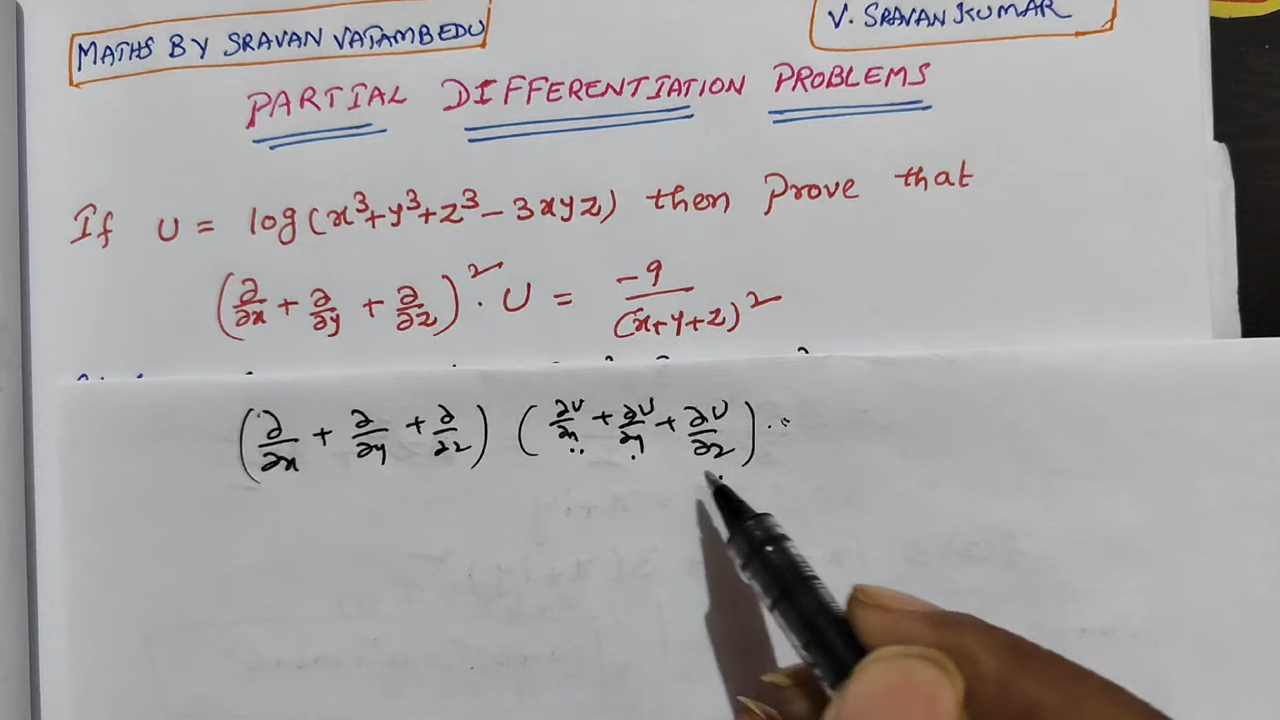 MATHS BY SRAVAN VATAMBEDU
V. SRAVAN KUMAR
PARTIAL DIFFERENTIATION PROBLEMS
If U = log(x³+y³+z³-3xyz) then prove that
(∂/∂x + ∂/∂y + ∂/∂z)² . U = -9/(x+y+z)²
(∂/∂x + ∂/∂y + ∂/∂z) (∂U/∂x + ∂U/∂y + ∂U/∂z)